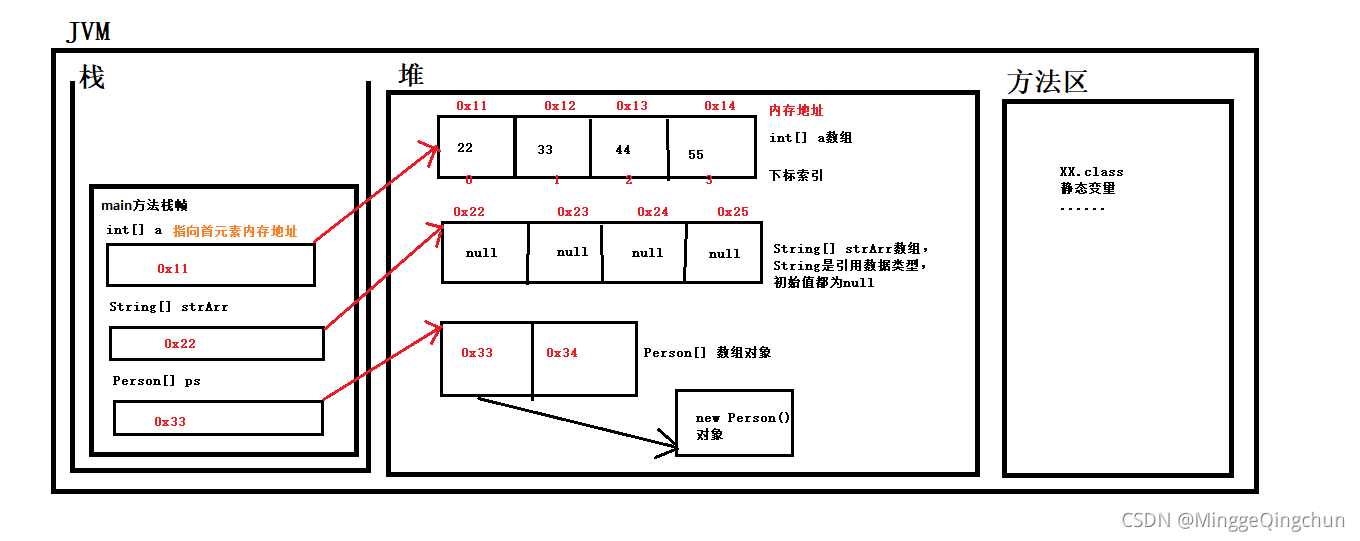 JVM
栈
main方法栈帧
int[] a 指向首元素内存地址
0x11
String[] strArr
0x22
Person[] ps
0x33
堆
0x11 0x12 0x13 0x14 内存地址
22 33 44 55 int[] a数组
0 1 2 3 下标索引
0x22 0x23 0x24 0x25
null null null null
String[] strArr数组，
String是引用数据类型，
初始值都为null
0x33 0x34 Person[] 数组对象
new Person()
对象
方法区
XX.class
静态变量
......
CSDN @MinggeQingchun